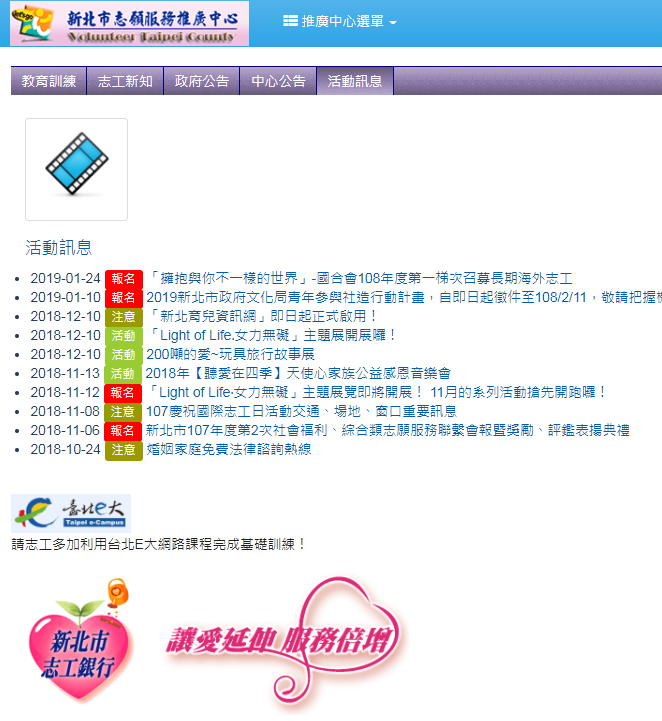 新北市志願服務推廣中心
Volunteer Taipei County
推廣中心選單
教育訓練 志工新知 政府公告 中心公告 活動訊息
活動訊息
2019-01-24 報名 「擁抱與你不一樣的世界」-國合會108年度第一梯次召募長期海外志工
2019-01-10 報名 2019新北市政府文化局青年參與社造行動計畫，自即日起徵件至108/2/11，敬請把握機
2018-12-10 注意 「新北育兒資訊網」即日起正式啟用！
2018-12-10 活動 「Light of Life‧女力無礙」主題展開展囉！
2018-12-10 活動 200噸的愛~玩具旅行故事展
2018-11-13 活動 2018年【聽愛在四季】天使心家族公益感恩音樂會
2018-11-12 報名 「Light of Life‧女力無礙」主題展覽即將開展！ 11月的系列活動搶先開跑囉！
2018-11-08 注意 107慶祝國際志工日活動交通、場地、窗口重要訊息
2018-11-06 報名 新北市107年度第2次社會福利、綜合類志願服務聯繫會報暨獎勵、評鑑表揚典禮
2018-10-24 注意 婚姻家庭免費法律諮詢熱線
臺北e大
Taipei e-Campus
請志工多加利用台北E大網路課程完成基礎訓練！
新北市
志工銀行
讓愛延伸 服務倍增